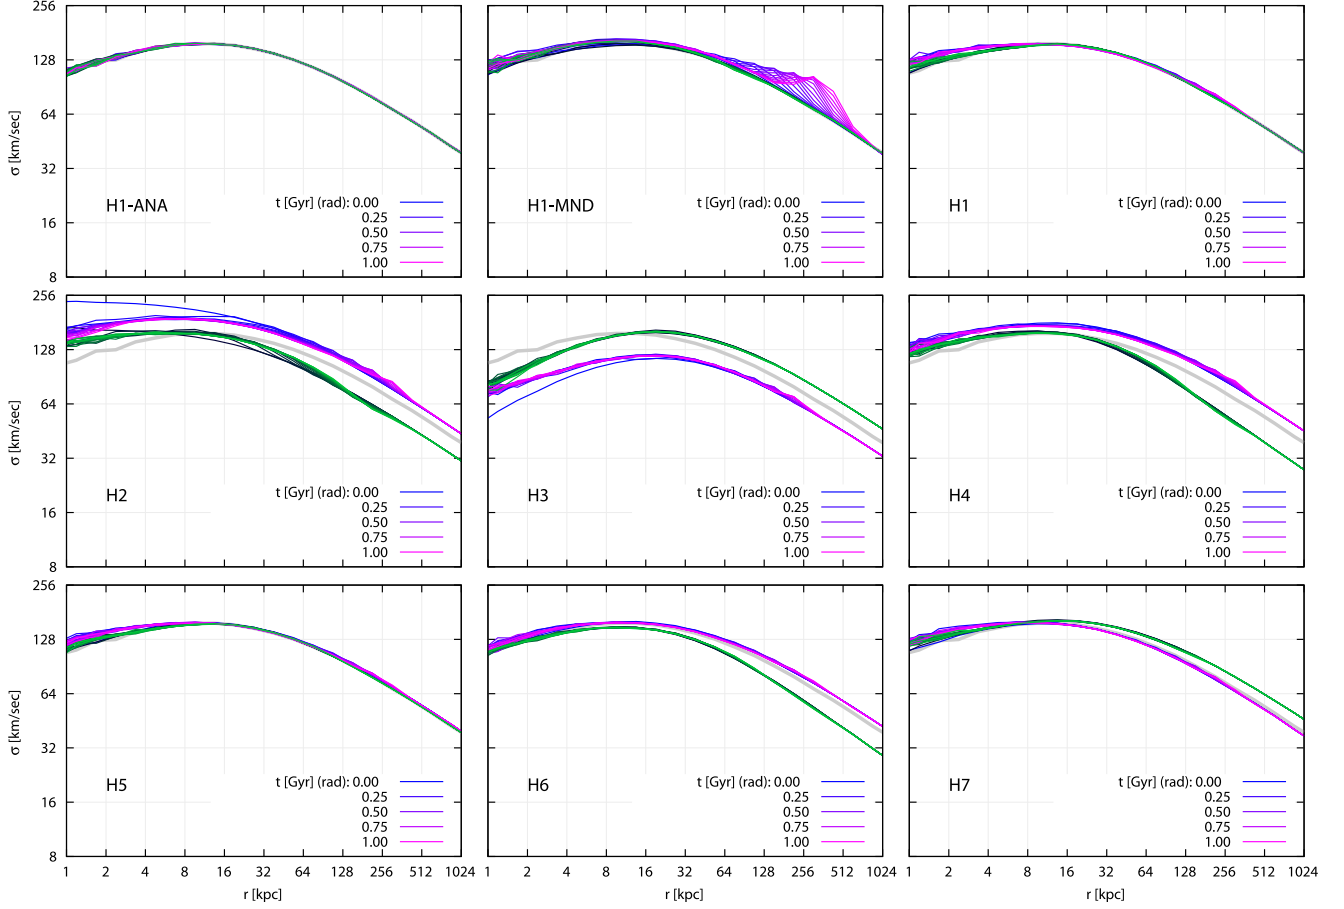 256
128
64
32
16
8
σ [km/sec]
H1-ANA
t [Gyr] (rad): 0.00
0.25
0.50
0.75
1.00
H1-MND
t [Gyr] (rad): 0.00
0.25
0.50
0.75
1.00
H1
t [Gyr] (rad): 0.00
0.25
0.50
0.75
1.00
256
128
64
32
16
8
σ [km/sec]
H2
t [Gyr] (rad): 0.00
0.25
0.50
0.75
1.00
H3
t [Gyr] (rad): 0.00
0.25
0.50
0.75
1.00
H4
t [Gyr] (rad): 0.00
0.25
0.50
0.75
1.00
256
128
64
32
16
8
σ [km/sec]
H5
t [Gyr] (rad): 0.00
0.25
0.50
0.75
1.00
H6
t [Gyr] (rad): 0.00
0.25
0.50
0.75
1.00
H7
t [Gyr] (rad): 0.00
0.25
0.50
0.75
1.00
1 2 4 8 16 32 64 128 256 512 1024
r [kpc]
1 2 4 8 16 32 64 128 256 512 1024
r [kpc]
1 2 4 8 16 32 64 128 256 512 1024
r [kpc]